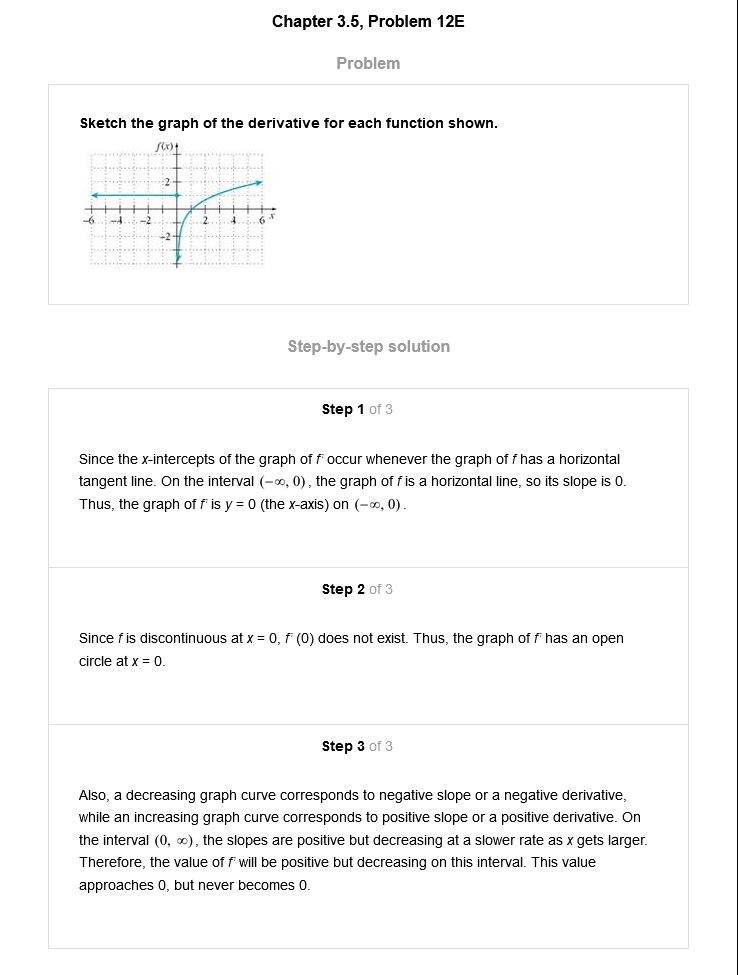 Chapter 3.5, Problem 12E
Problem
Sketch the graph of the derivative for each function shown.
f(x)
2
-6 -4 -2 2 4 6 x
-2
Step-by-step solution
Step 1 of 3
Since the x-intercepts of the graph of f' occur whenever the graph of f has a horizontal
tangent line. On the interval (−∞, 0), the graph of f is a horizontal line, so its slope is 0.
Thus, the graph of f' is y = 0 (the x-axis) on (−∞, 0).
Step 2 of 3
Since f is discontinuous at x = 0, f' (0) does not exist. Thus, the graph of f' has an open
circle at x = 0.
Step 3 of 3
Also, a decreasing graph curve corresponds to negative slope or a negative derivative,
while an increasing graph curve corresponds to positive slope or a positive derivative. On
the interval (0, ∞), the slopes are positive but decreasing at a slower rate as x gets larger.
Therefore, the value of f' will be positive but decreasing on this interval. This value
approaches 0, but never becomes 0.